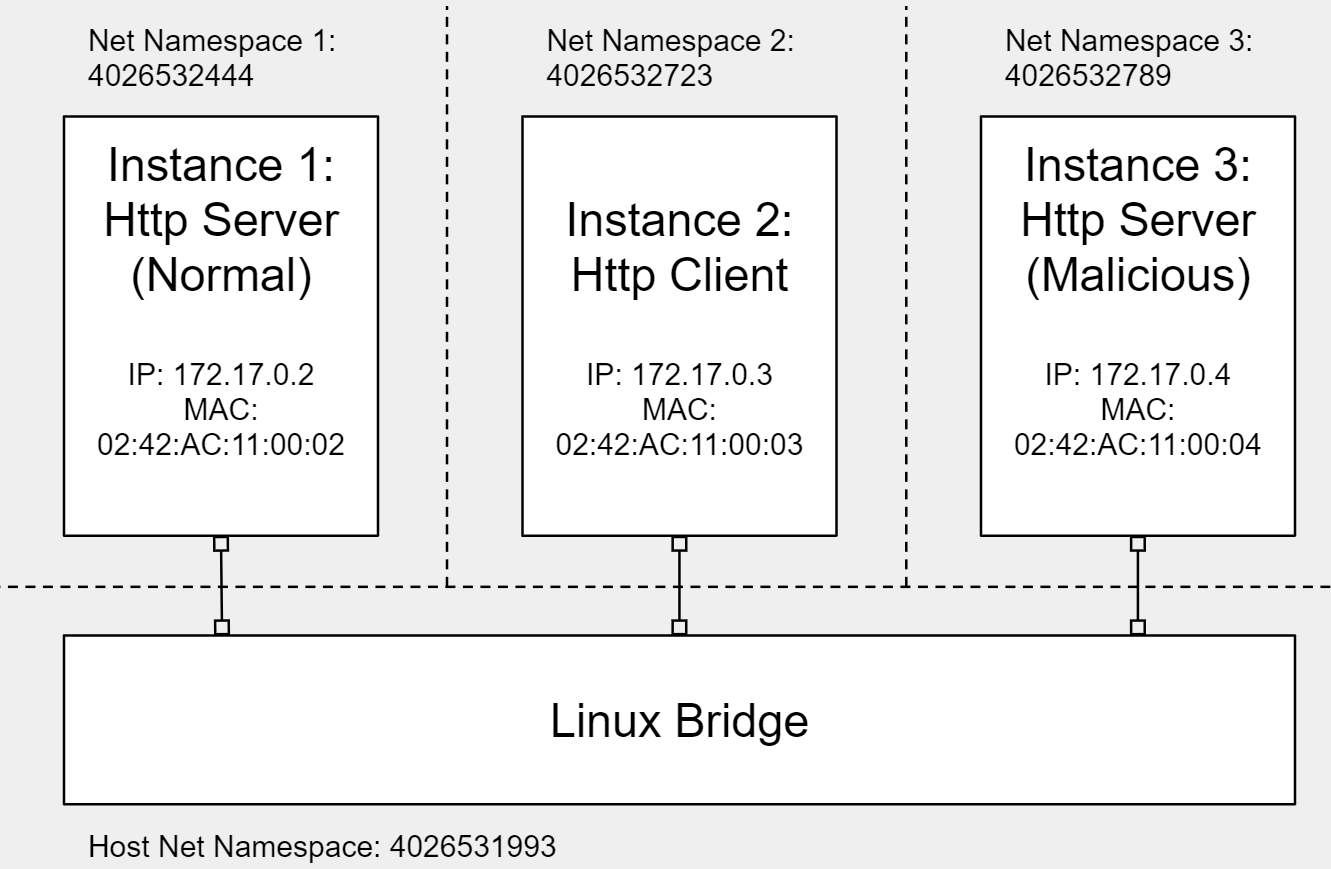 Net Namespace 1:
4026532444
Net Namespace 2:
4026532723
Net Namespace 3:
4026532789
Instance 1:
Http Server
(Normal)
IP: 172.17.0.2
MAC:
02:42:AC:11:00:02
Instance 2:
Http Client
IP: 172.17.0.3
MAC:
02:42:AC:11:00:03
Instance 3:
Http Server
(Malicious)
IP: 172.17.0.4
MAC:
02:42:AC:11:00:04
Linux Bridge
Host Net Namespace: 4026531993